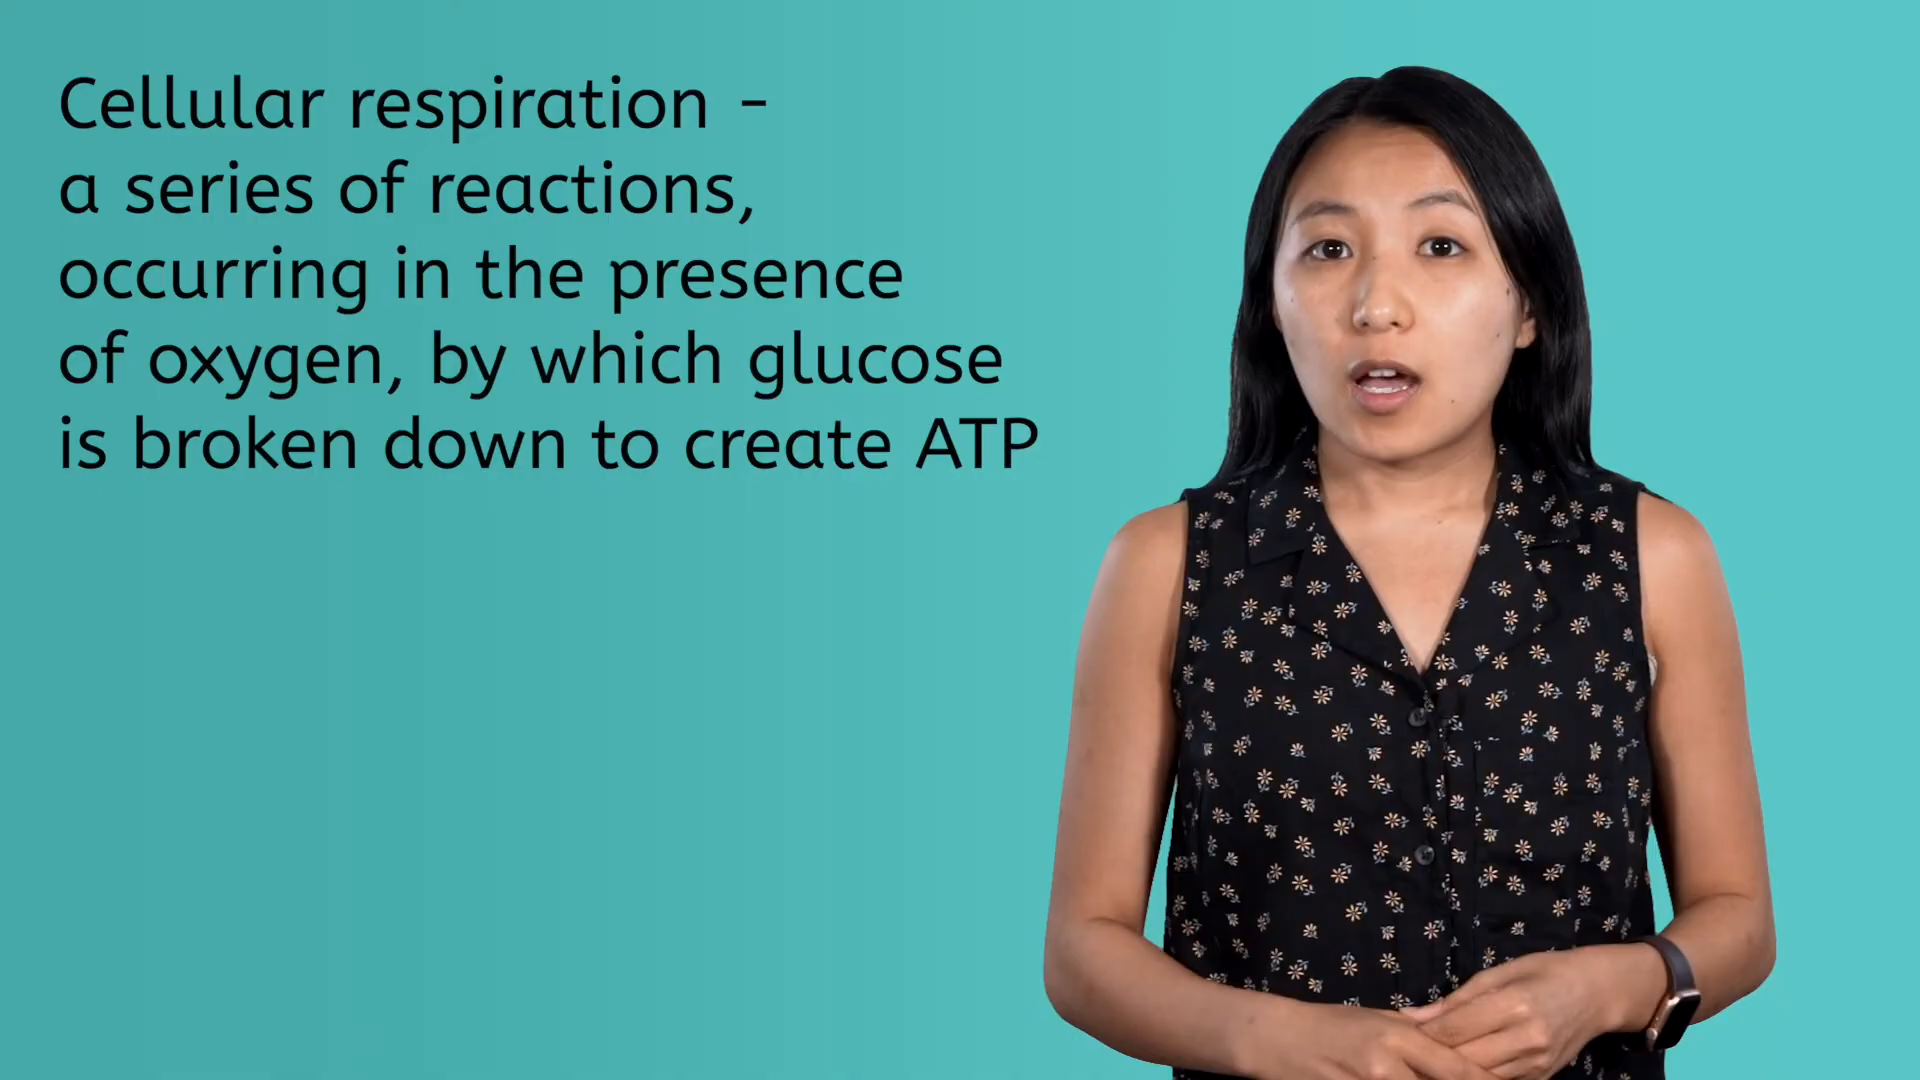 Cellular respiration -
a series of reactions,
occurring in the presence
of oxygen, by which glucose
is broken down to create ATP